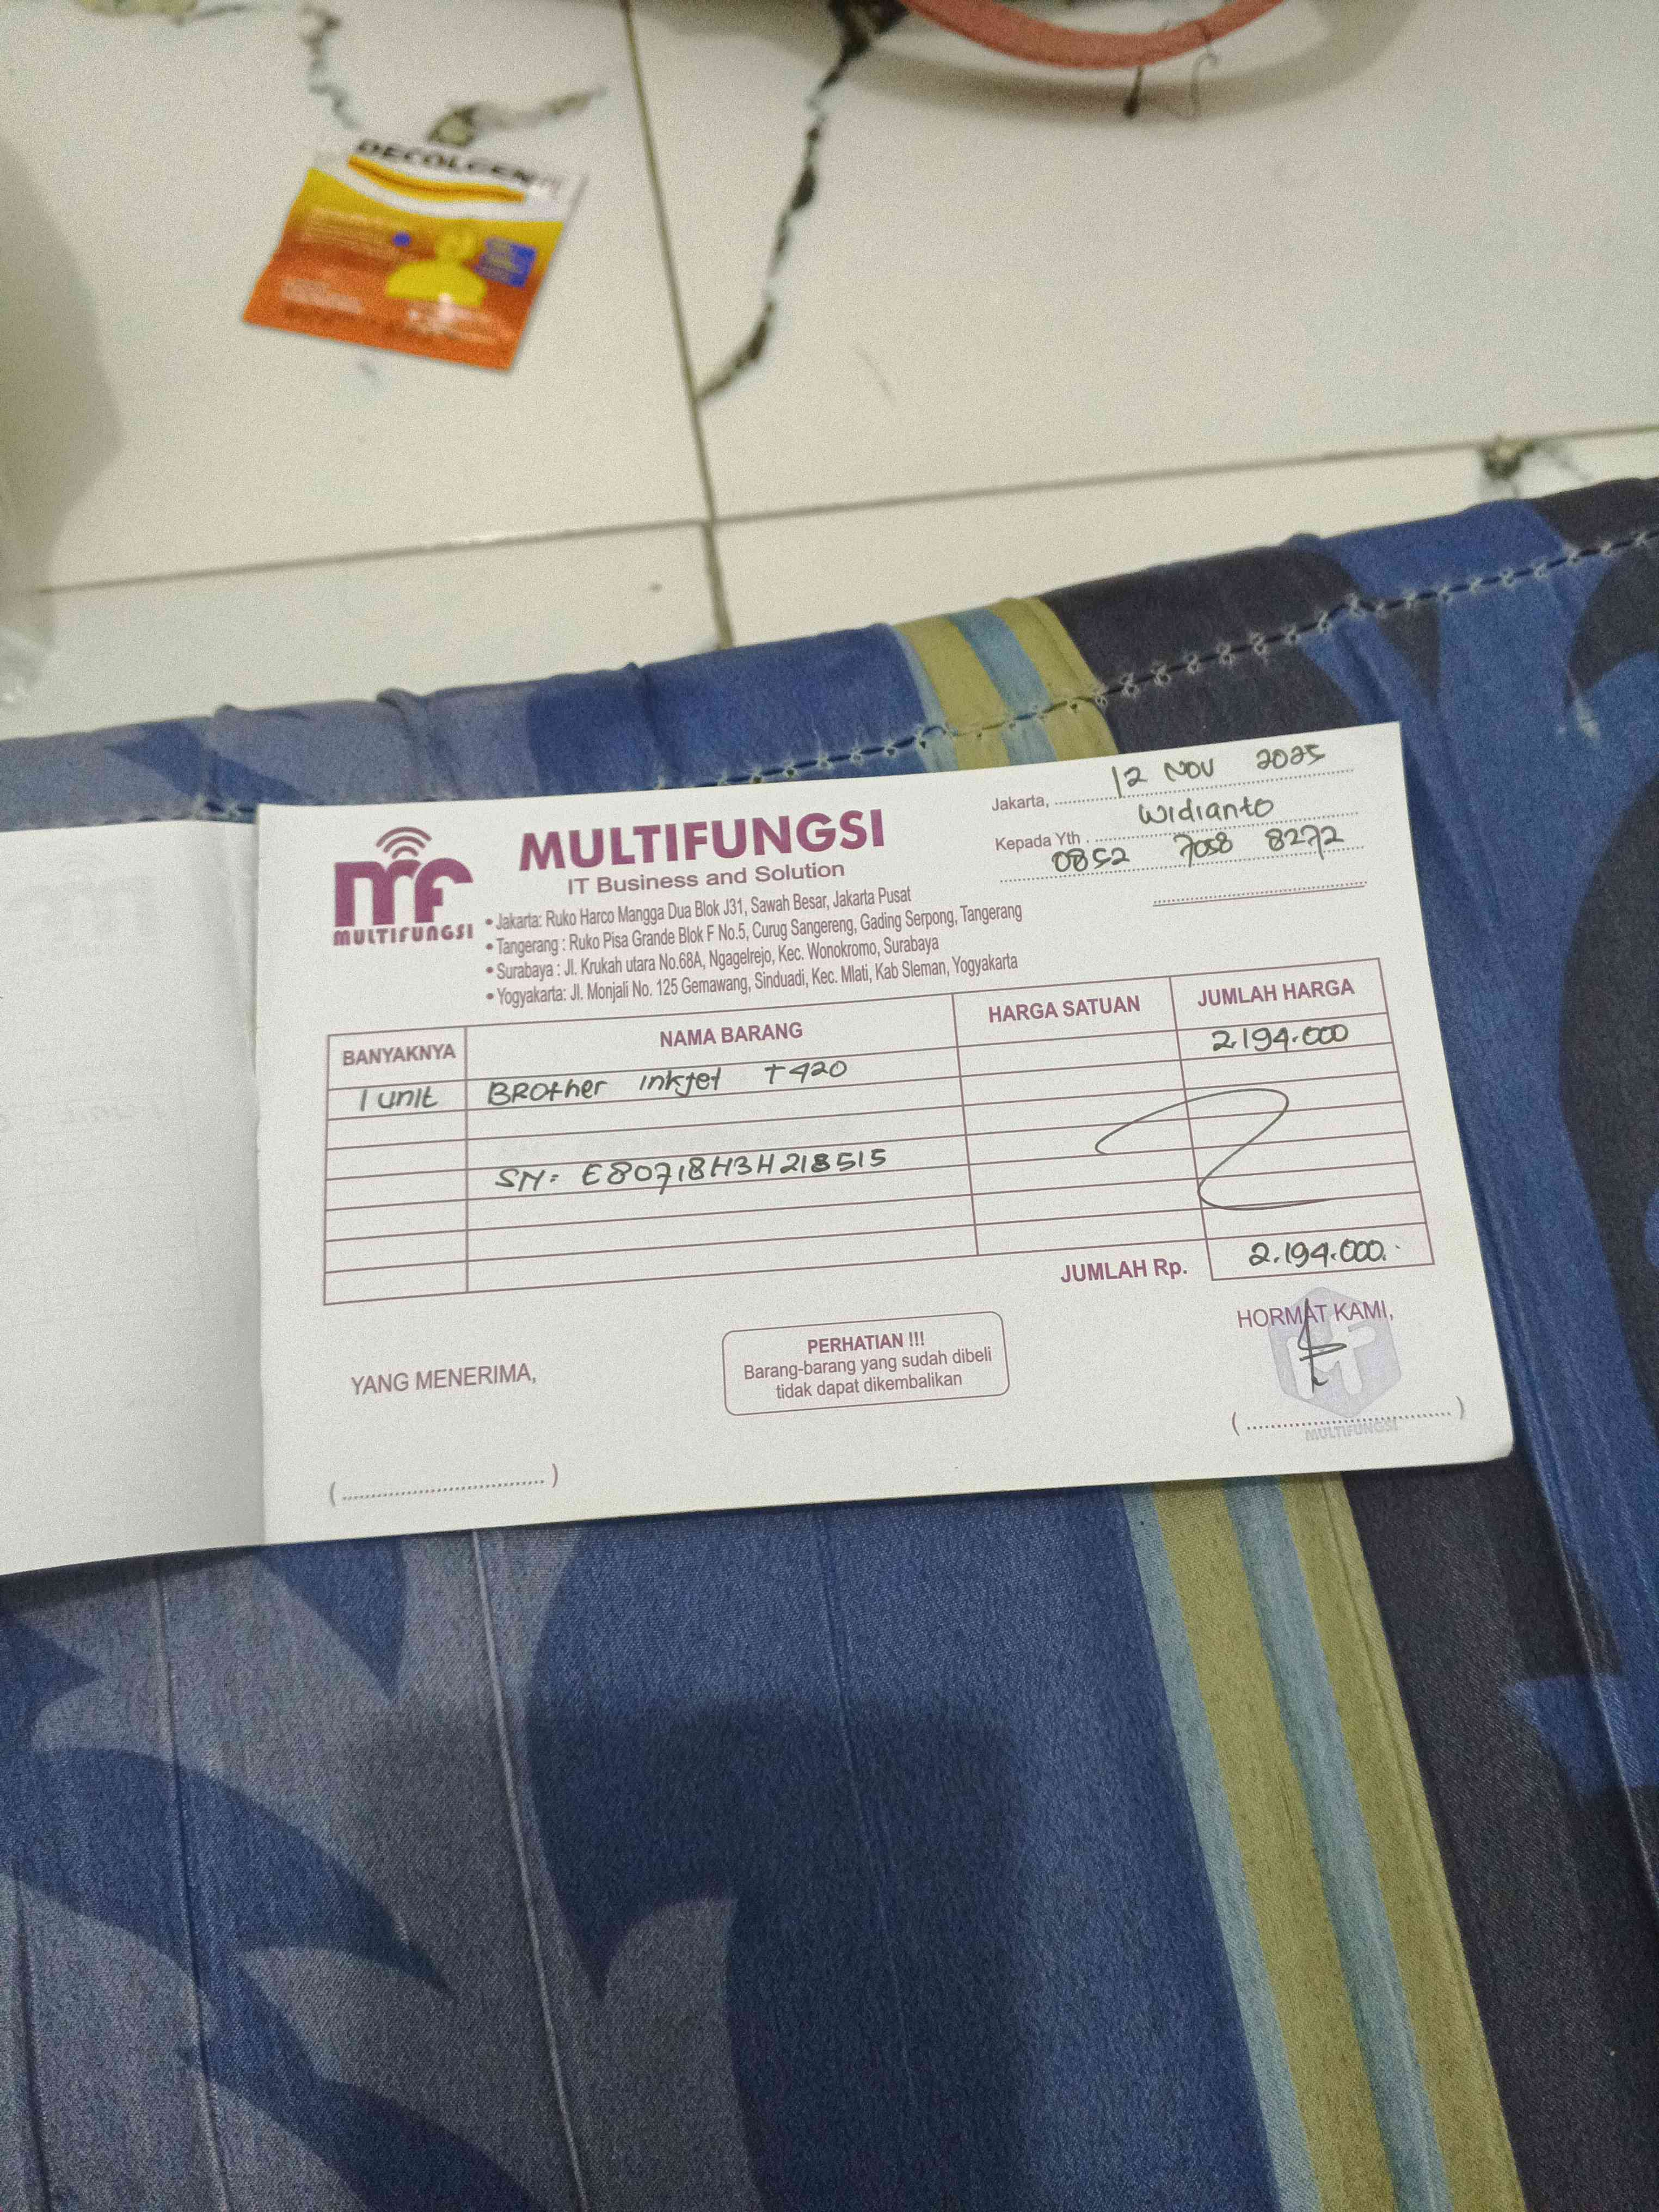 DECOLGEN
Jakarta, 12 NOV 2025
Kepada Yth. Widianto
0852 7058 8272
mf
MULTIFUNGSI
MULTIFUNGSI
IT Business and Solution
• Jakarta: Ruko Harco Mangga Dua Blok J31, Sawah Besar, Jakarta Pusat
• Tangerang : Ruko Pisa Grande Blok F No.5, Curug Sangereng, Gading Serpong, Tangerang
• Surabaya : Jl. Krukah utara No.68A, Ngagelrejo, Kec. Wonokromo, Surabaya
• Yogyakarta: Jl. Monjali No. 125 Gemawang, Sinduadi, Kec. Mlati, Kab Sleman, Yogyakarta
BANYAKNYA NAMA BARANG HARGA SATUAN JUMLAH HARGA
1 unit BROther inkjet T420 2.194.000
SN: E80718H3H218515
JUMLAH Rp. 2.194.000.
YANG MENERIMA,
PERHATIAN !!!
Barang-barang yang sudah dibeli
tidak dapat dikembalikan
HORMAT KAMI,
MULTIFUNGSI